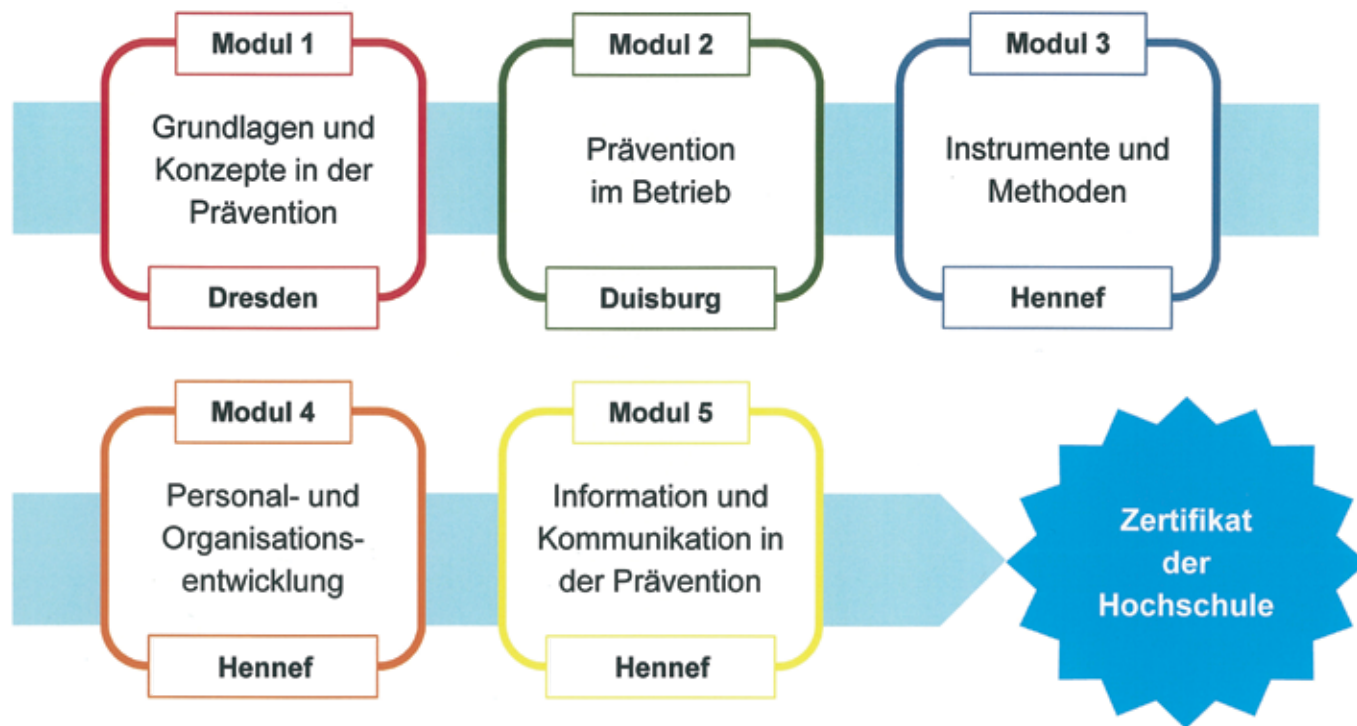 Modul 1
Grundlagen und
Konzepte in der
Prävention
Dresden
Modul 2
Prävention
im Betrieb
Duisburg
Modul 3
Instrumente und
Methoden
Hennef
Modul 4
Personal- und
Organisations-
entwicklung
Hennef
Modul 5
Information und
Kommunikation in
der Prävention
Hennef
Zertifikat
der
Hochschule